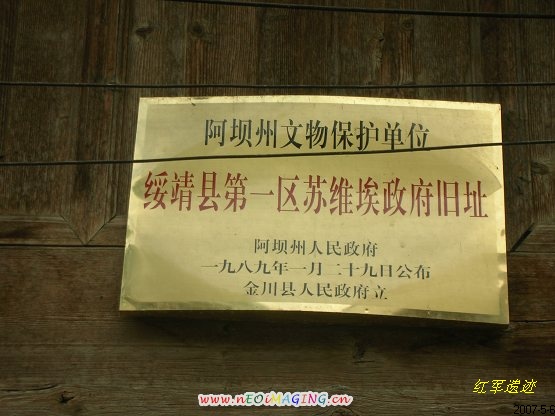 阿坝州文物保护单位
绥靖县第一区苏维埃政府旧址
阿坝州人民政府
一九八九年一月二十九日公布
金川县人民政府立
红军遗迹
www.nEOiMAGING.cn